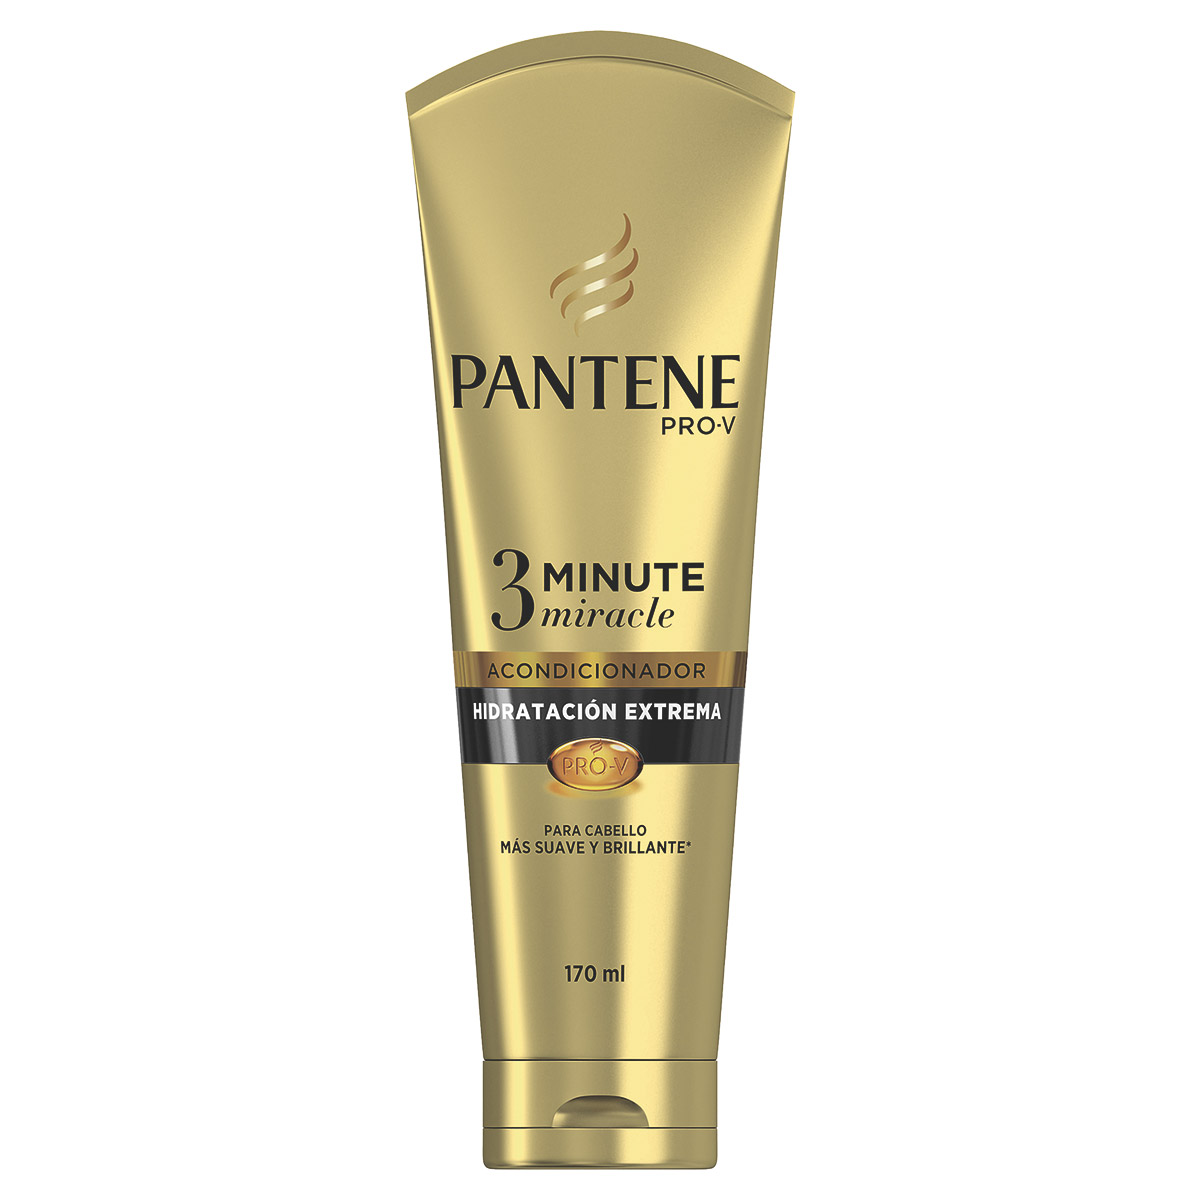 PANTENE
PRO-V
3 MINUTE
miracle
ACONDICIONADOR
HIDRATACIÓN EXTREMA
PRO-V
PARA CABELLO
MÁS SUAVE Y BRILLANTE*
170 ml